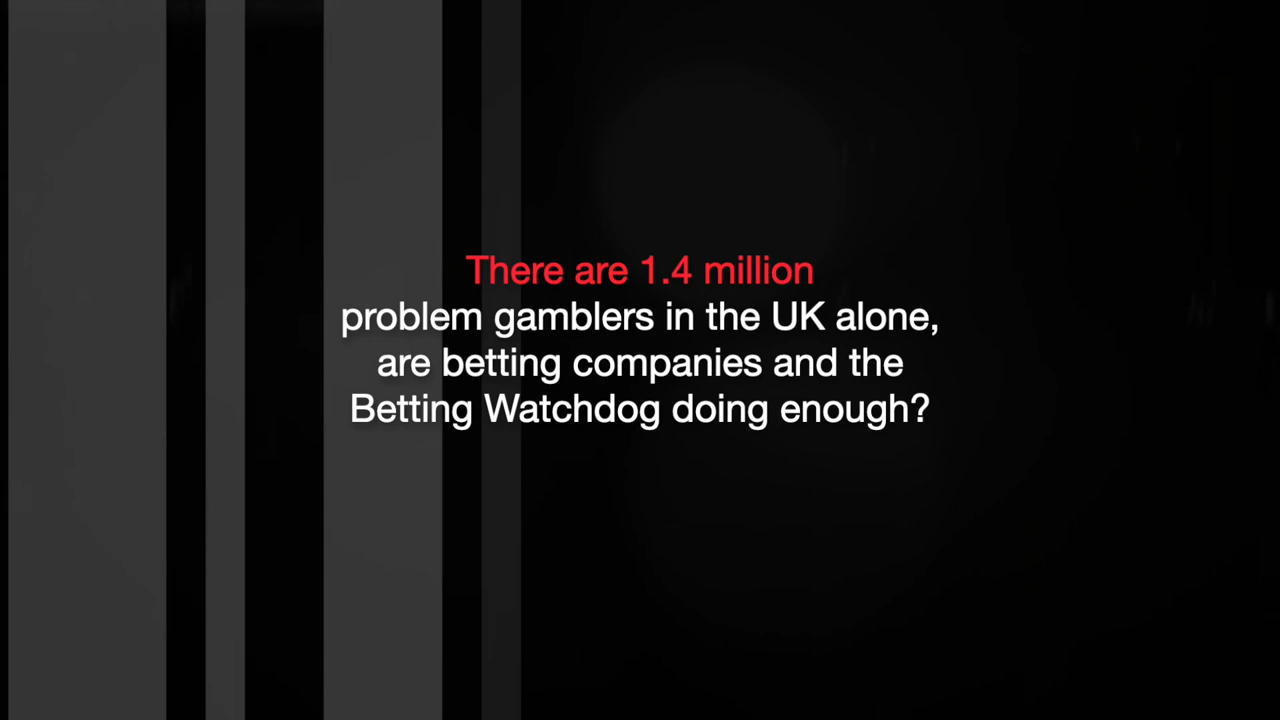 There are 1.4 million
problem gamblers in the UK alone,
are betting companies and the
Betting Watchdog doing enough?